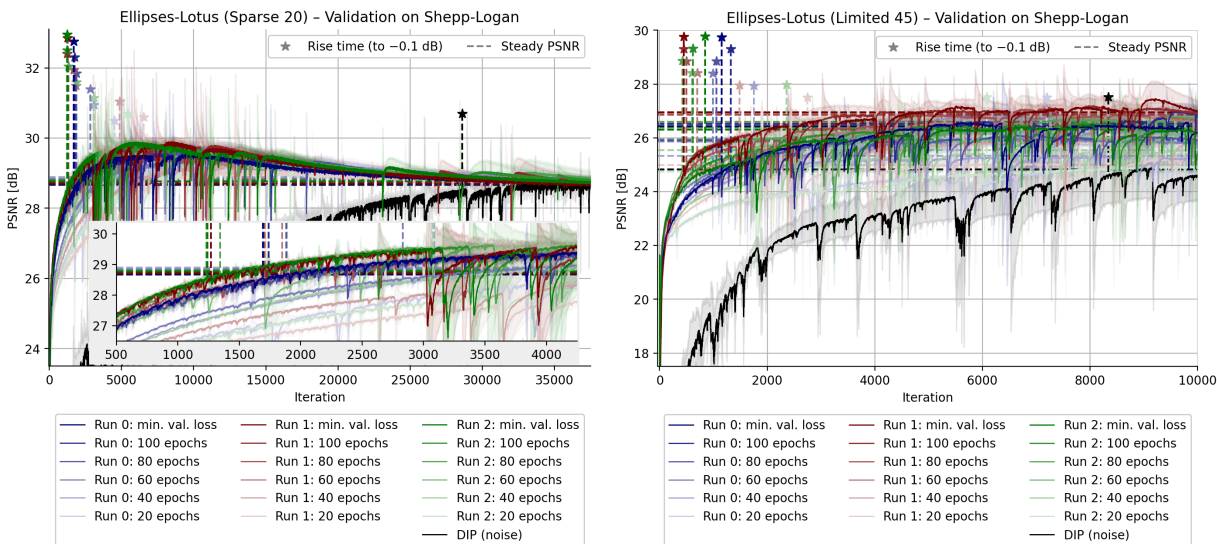 Ellipses-Lotus (Sparse 20) – Validation on Shepp-Logan
Rise time (to −0.1 dB)
Steady PSNR
PSNR [dB]
32
30
28
26
24
30
29
28
27
500
1000
1500
2000
2500
3000
3500
4000
0
5000
10000
15000
20000
25000
30000
35000
Iteration
Run 0: min. val. loss
Run 0: 100 epochs
Run 0: 80 epochs
Run 0: 60 epochs
Run 0: 40 epochs
Run 0: 20 epochs
Run 1: min. val. loss
Run 1: 100 epochs
Run 1: 80 epochs
Run 1: 60 epochs
Run 1: 40 epochs
Run 1: 20 epochs
Run 2: min. val. loss
Run 2: 100 epochs
Run 2: 80 epochs
Run 2: 60 epochs
Run 2: 40 epochs
Run 2: 20 epochs
DIP (noise)
Ellipses-Lotus (Limited 45) – Validation on Shepp-Logan
Rise time (to −0.1 dB)
Steady PSNR
PSNR [dB]
30
28
26
24
22
20
18
0
2000
4000
6000
8000
10000
Iteration
Run 0: min. val. loss
Run 0: 100 epochs
Run 0: 80 epochs
Run 0: 60 epochs
Run 0: 40 epochs
Run 0: 20 epochs
Run 1: min. val. loss
Run 1: 100 epochs
Run 1: 80 epochs
Run 1: 60 epochs
Run 1: 40 epochs
Run 1: 20 epochs
Run 2: min. val. loss
Run 2: 100 epochs
Run 2: 80 epochs
Run 2: 60 epochs
Run 2: 40 epochs
Run 2: 20 epochs
DIP (noise)